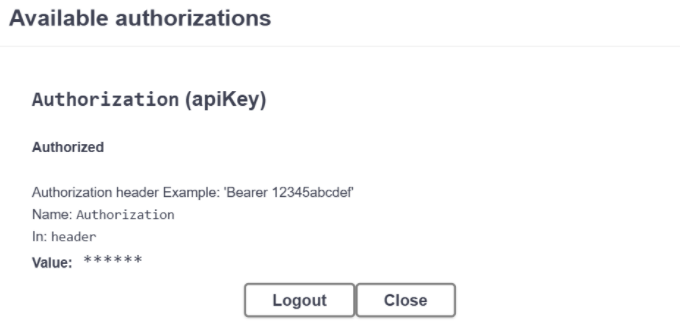 Available authorizations
Authorization (apiKey)
Authorized
Authorization header Example: 'Bearer 12345abcdef'
Name: Authorization
In: header
Value: ******
Logout Close